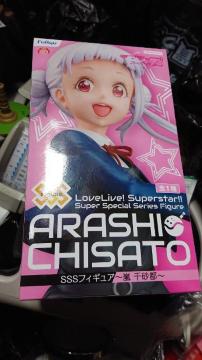 FuRyu
SSS
LoveLive! Superstar!!
Super Special Series Figure
全1種
ARASHI
CHISATO
SSSフィギュア～嵐 千砂都～